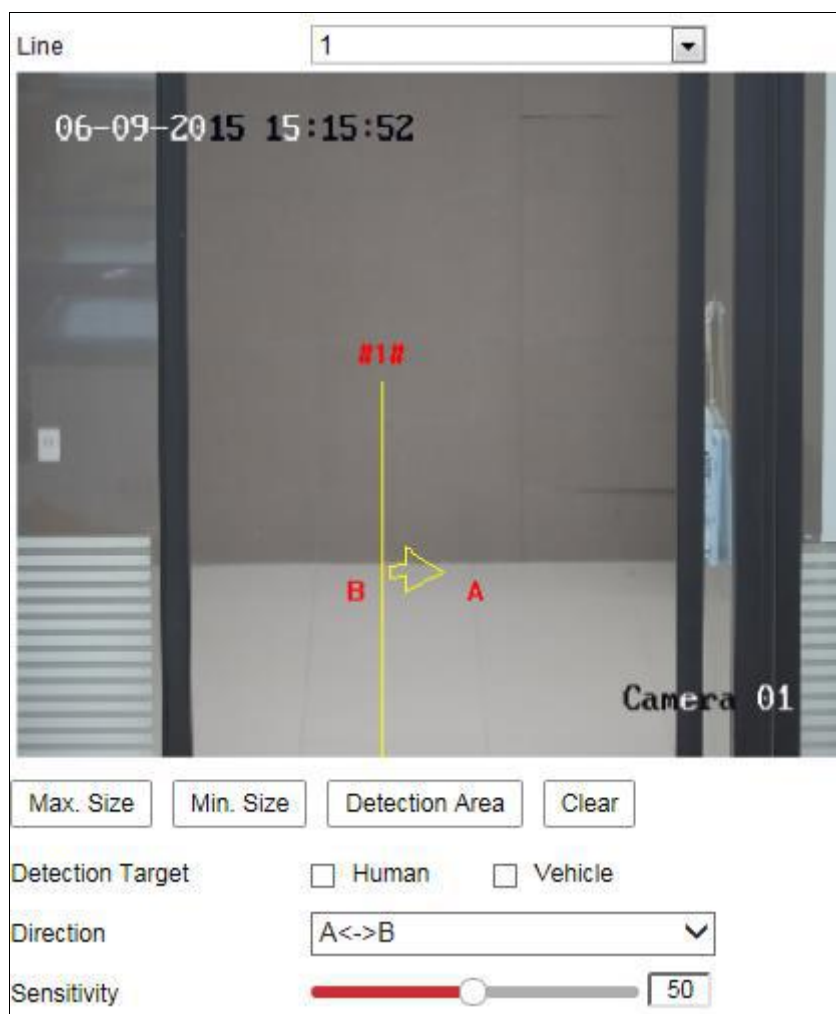 Line 1
06-09-2015 15:15:52
#1#
B A
Camera 01
Max. Size Min. Size Detection Area Clear
Detection Target Human Vehicle
Direction A<->B
Sensitivity 50